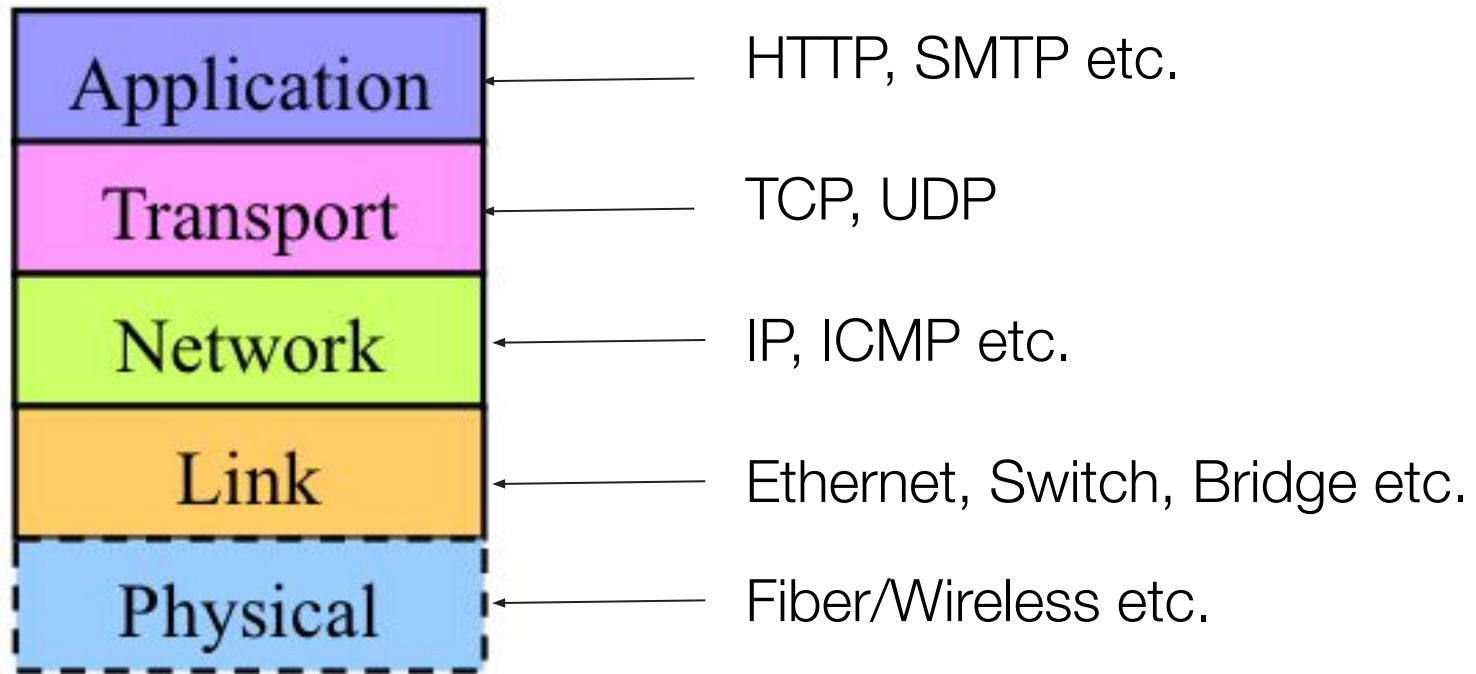 Application
HTTP, SMTP etc.
Transport
TCP, UDP
Network
IP, ICMP etc.
Link
Ethernet, Switch, Bridge etc.
Physical
Fiber/Wireless etc.